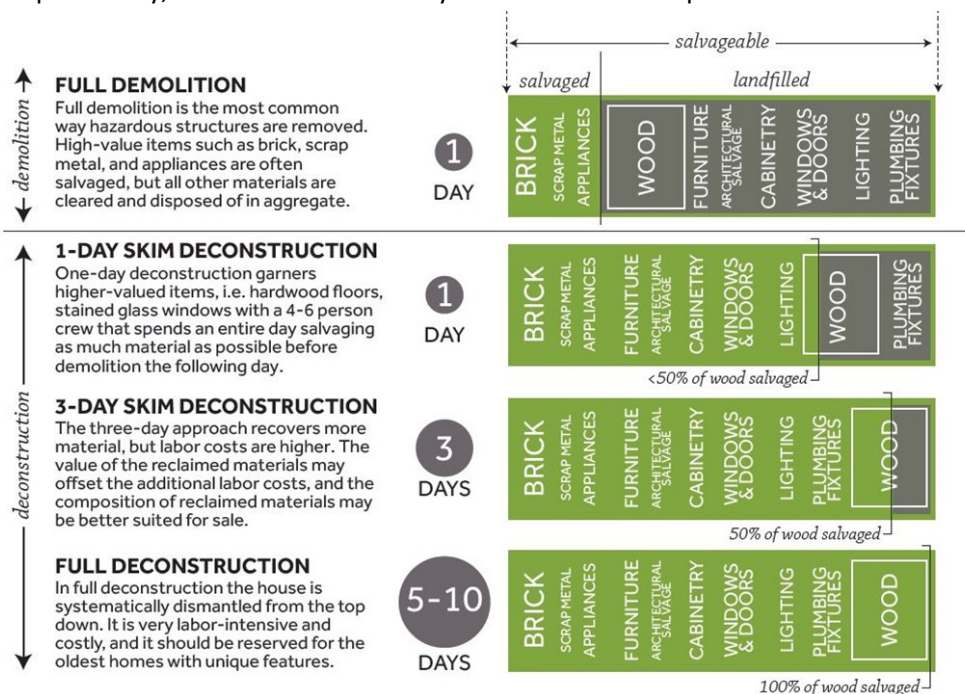 salvageable
salvaged
landfilled
demolition
FULL DEMOLITION
Full demolition is the most common
way hazardous structures are removed.
High-value items such as brick, scrap
metal, and appliances are often
salvaged, but all other materials are
cleared and disposed of in aggregate.
1
DAY
BRICK
SCRAP METAL
APPLIANCES
WOOD
FURNITURE
ARCHITECTURAL
SALVAGE
CABINETRY
WINDOWS
& DOORS
LIGHTING
PLUMBING
FIXTURES
deconstruction
1-DAY SKIM DECONSTRUCTION
One-day deconstruction garners
higher-valued items, i.e. hardwood floors,
stained glass windows with a 4-6 person
crew that spends an entire day salvaging
as much material as possible before
demolition the following day.
1
DAY
BRICK
SCRAP METAL
APPLIANCES
FURNITURE
ARCHITECTURAL
SALVAGE
CABINETRY
WINDOWS
& DOORS
LIGHTING
WOOD
PLUMBING
FIXTURES
<50% of wood salvaged
3-DAY SKIM DECONSTRUCTION
The three-day approach recovers more
material, but labor costs are higher. The
value of the reclaimed materials may
offset the additional labor costs, and the
composition of reclaimed materials may
be better suited for sale.
3
DAYS
BRICK
SCRAP METAL
APPLIANCES
FURNITURE
ARCHITECTURAL
SALVAGE
CABINETRY
WINDOWS
& DOORS
LIGHTING
PLUMBING
FIXTURES
WOOD
50% of wood salvaged
FULL DECONSTRUCTION
In full deconstruction the house is
systematically dismantled from the top
down. It is very labor-intensive and
costly, and it should be reserved for the
oldest homes with unique features.
5-10
DAYS
BRICK
SCRAP METAL
APPLIANCES
FURNITURE
ARCHITECTURAL
SALVAGE
CABINETRY
WINDOWS
& DOORS
LIGHTING
PLUMBING
FIXTURES
WOOD
100% of wood salvaged